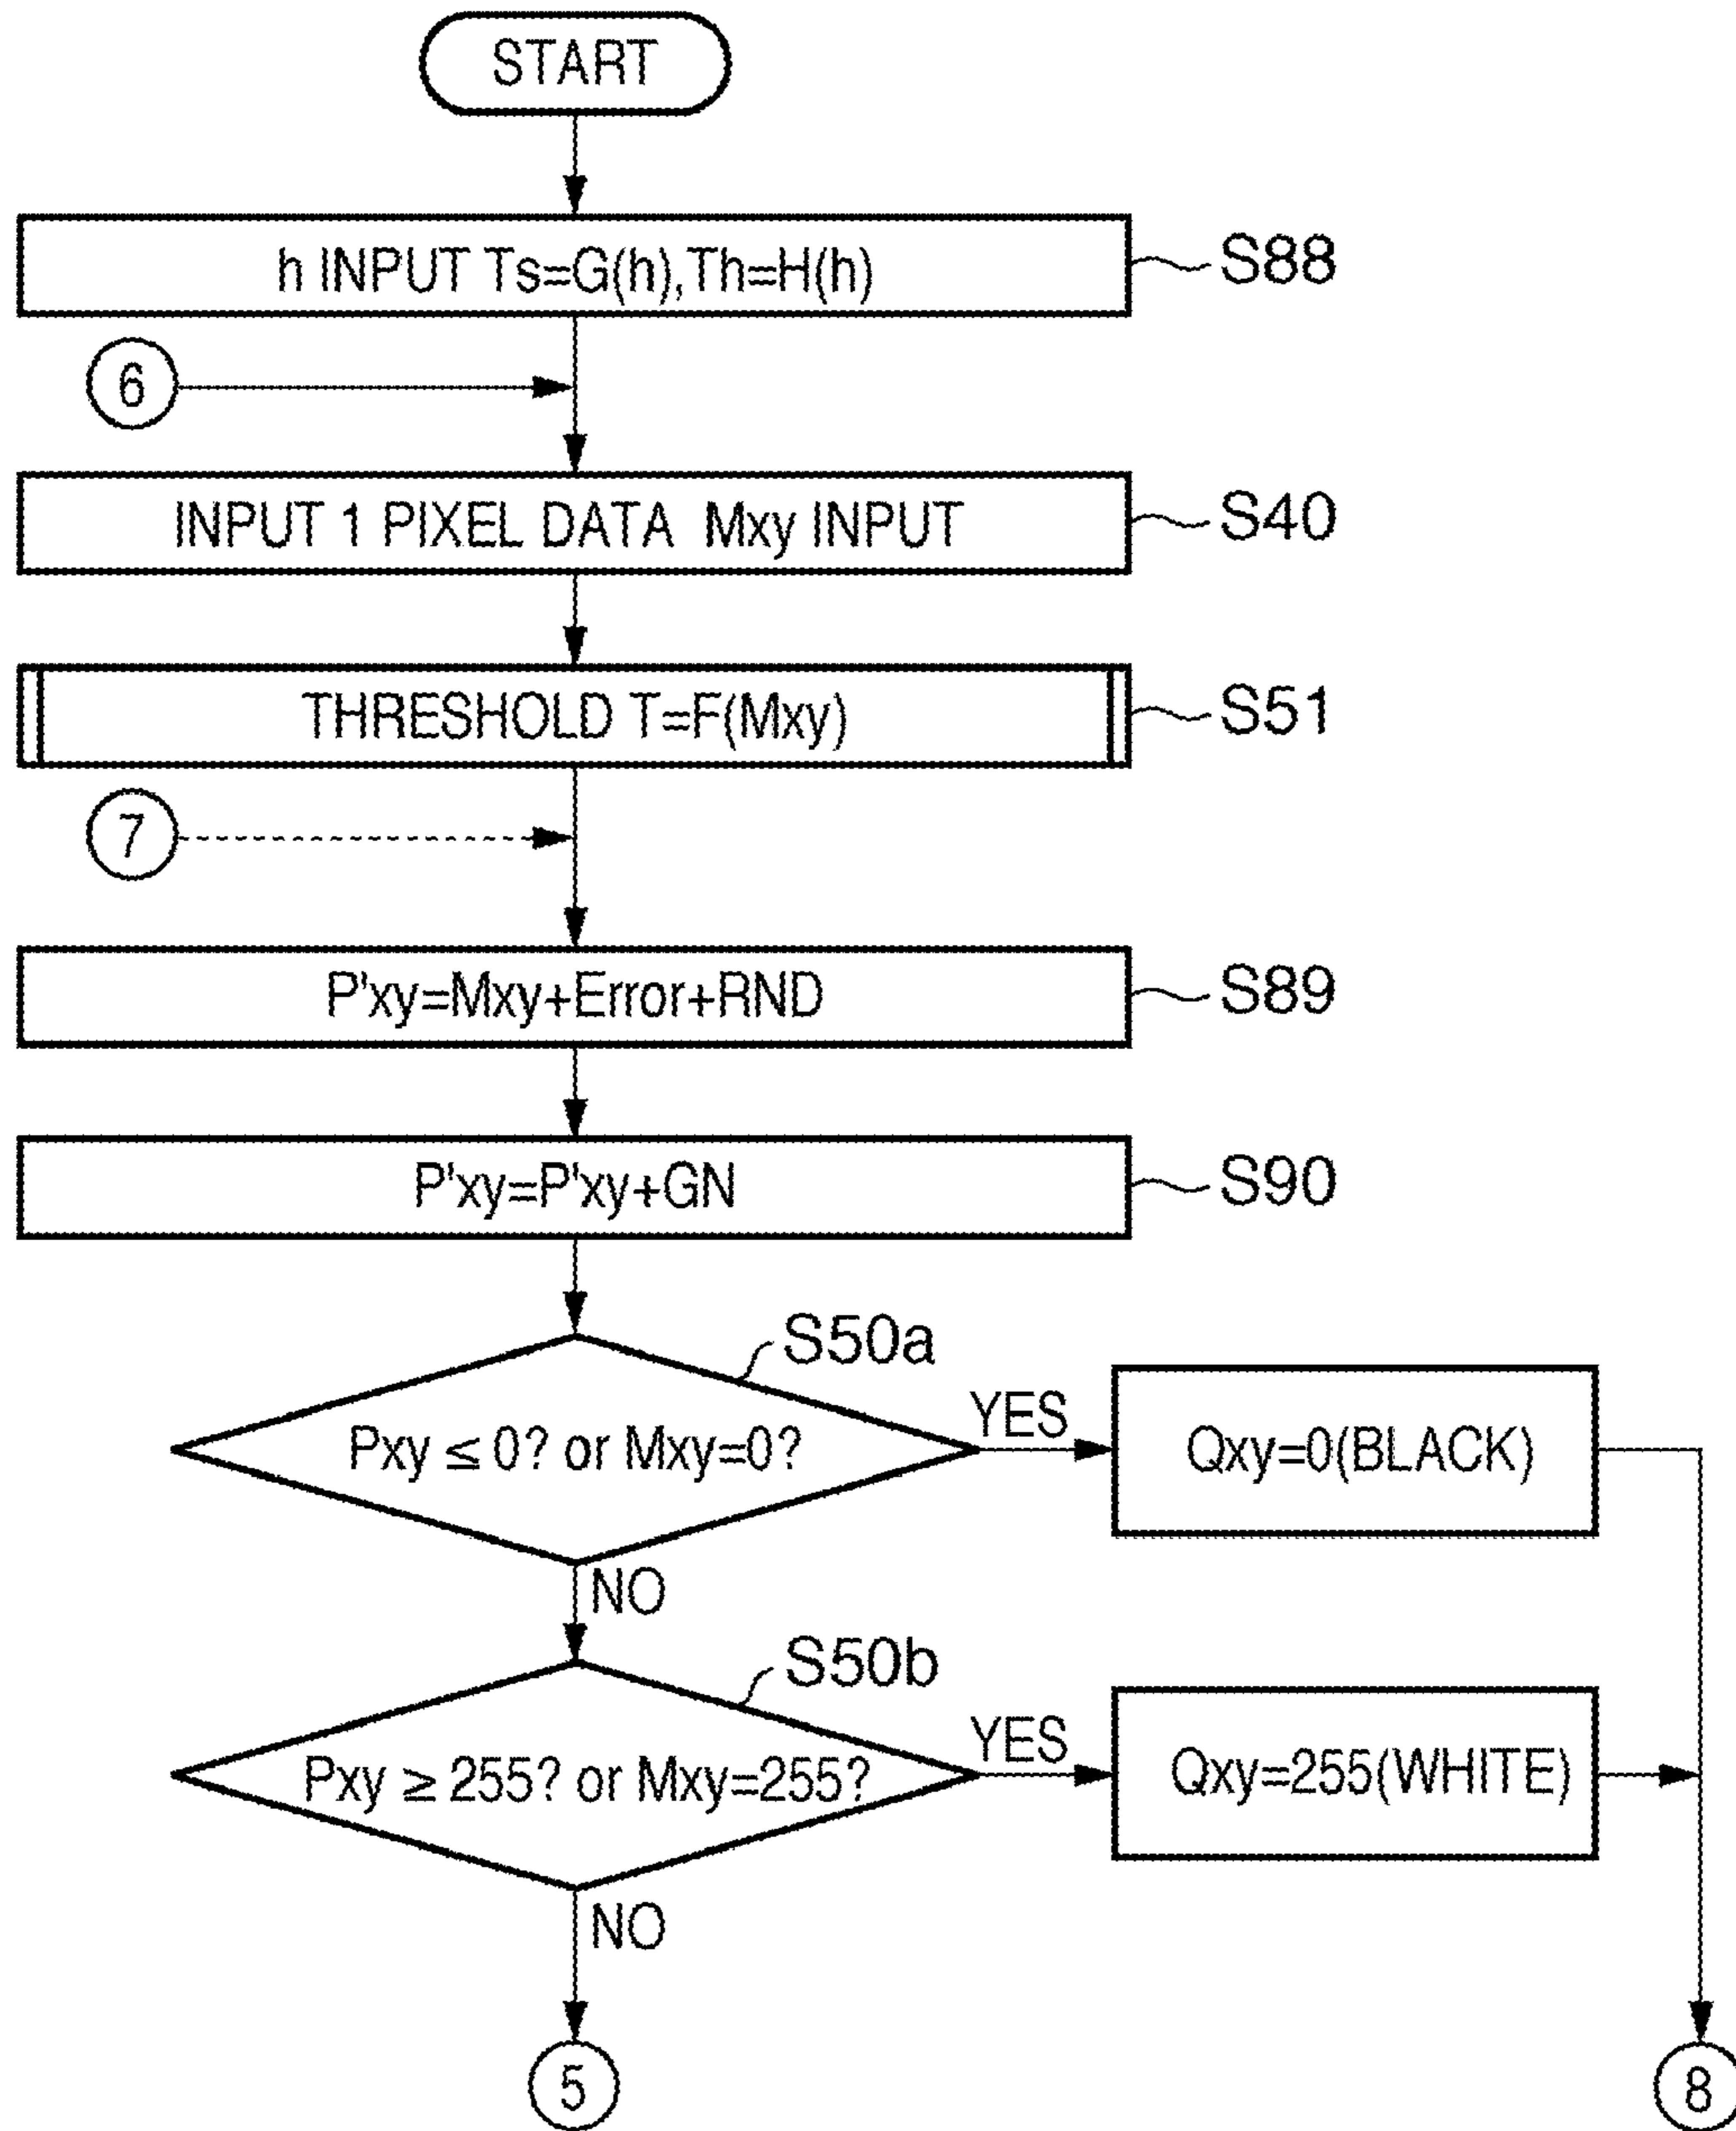 START
h INPUT Ts=G(h),Th=H(h)
S88
6
INPUT 1 PIXEL DATA Mxy INPUT
S40
THRESHOLD T=F(Mxy)
S51
7
P'xy=Mxy+Error+RND
S89
P'xy=P'xy+GN
S90
S50a
Pxy ≤ 0? or Mxy=0?
YES
Qxy=0(BLACK)
NO
S50b
Pxy ≥ 255? or Mxy=255?
YES
Qxy=255(WHITE)
NO
5
8